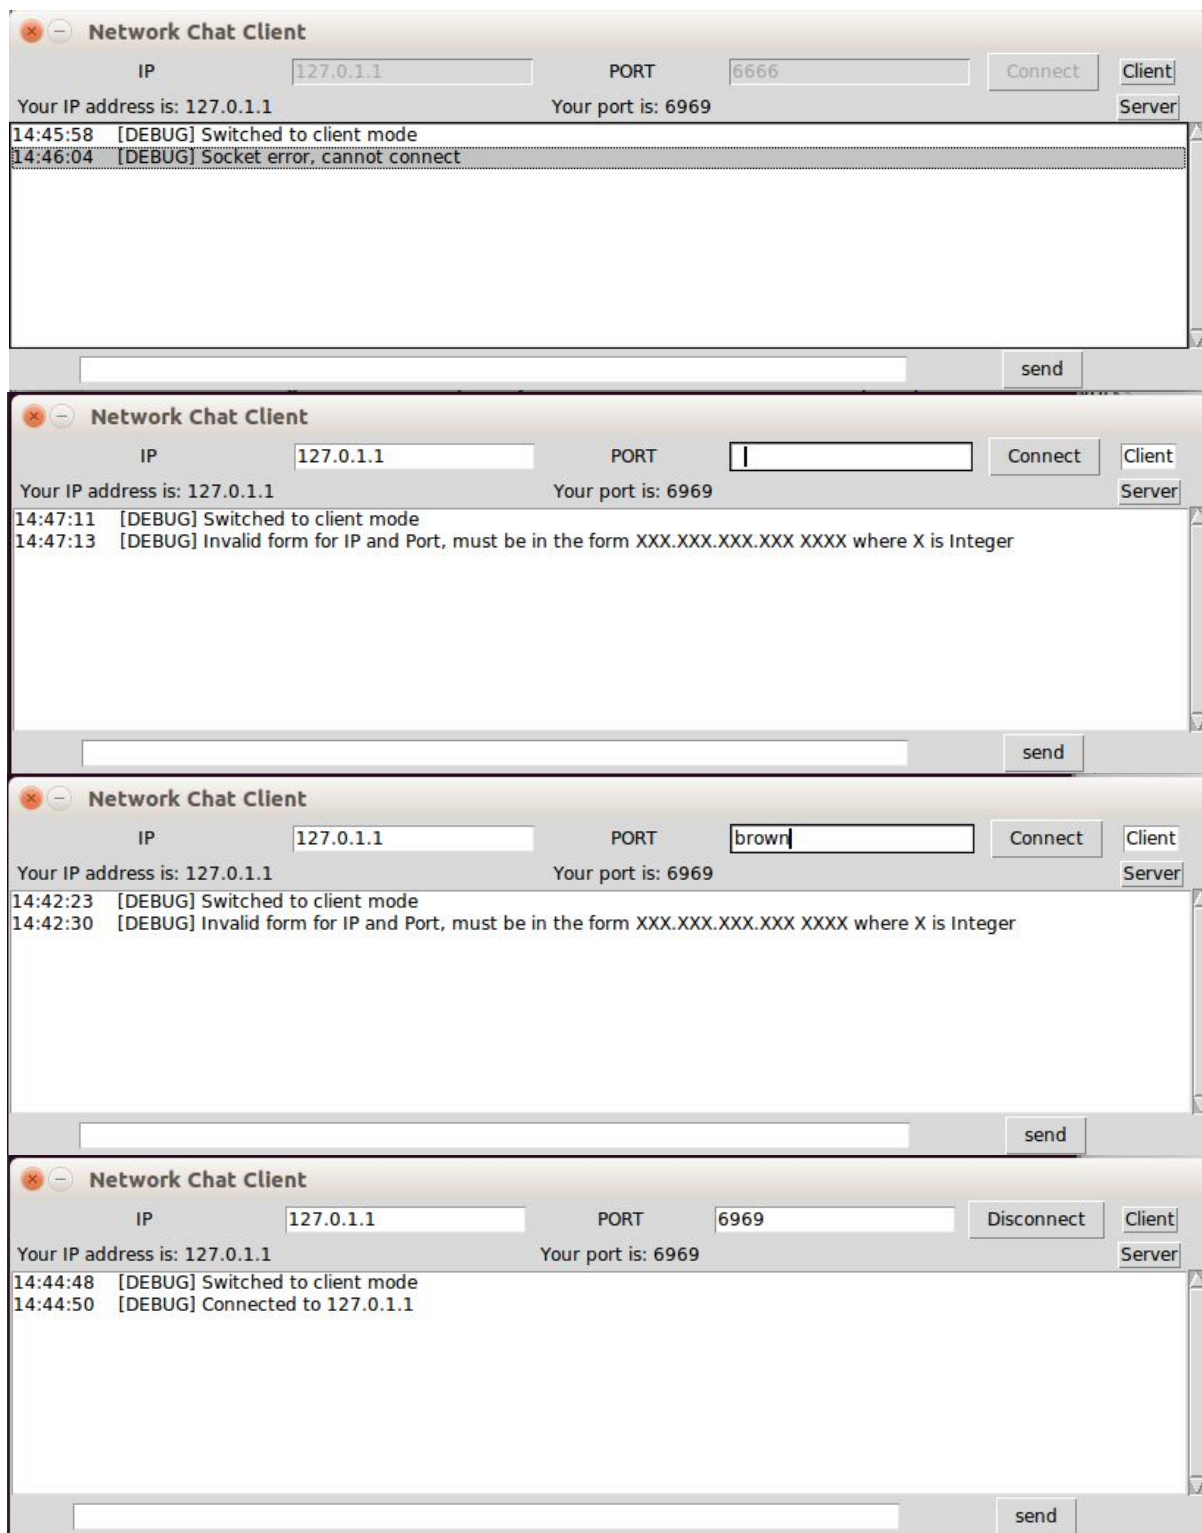 Network Chat Client
IP 127.0.1.1 PORT 6666 Connect Client
Your IP address is: 127.0.1.1 Your port is: 6969 Server
14:45:58 [DEBUG] Switched to client mode
14:46:04 [DEBUG] Socket error, cannot connect
send
Network Chat Client
IP 127.0.1.1 PORT Connect Client
Your IP address is: 127.0.1.1 Your port is: 6969 Server
14:47:11 [DEBUG] Switched to client mode
14:47:13 [DEBUG] Invalid form for IP and Port, must be in the form XXX.XXX.XXX.XXX XXXX where X is Integer
send
Network Chat Client
IP 127.0.1.1 PORT brown Connect Client
Your IP address is: 127.0.1.1 Your port is: 6969 Server
14:42:23 [DEBUG] Switched to client mode
14:42:30 [DEBUG] Invalid form for IP and Port, must be in the form XXX.XXX.XXX.XXX XXXX where X is Integer
send
Network Chat Client
IP 127.0.1.1 PORT 6969 Disconnect Client
Your IP address is: 127.0.1.1 Your port is: 6969 Server
14:44:48 [DEBUG] Switched to client mode
14:44:50 [DEBUG] Connected to 127.0.1.1
send